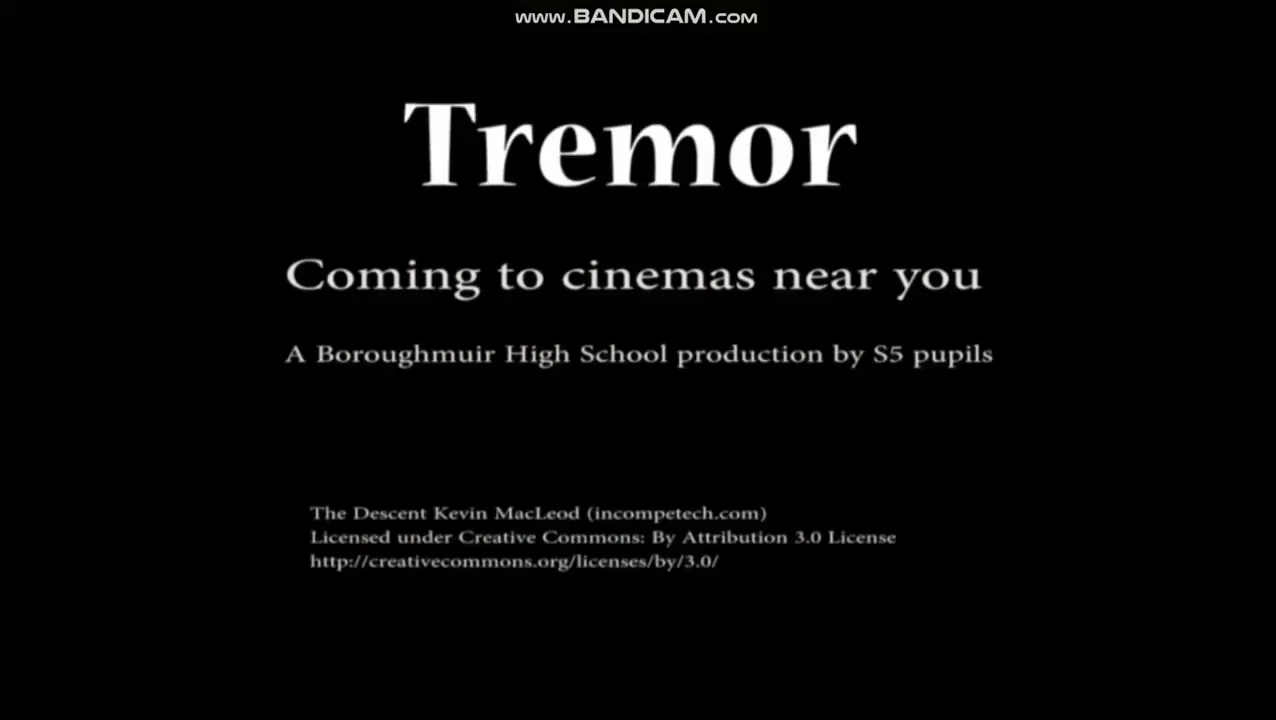 www.BANDICAM.com
Tremor
Coming to cinemas near you
A Boroughmuir High School production by S5 pupils
The Descent Kevin MacLeod (incompetech.com)
Licensed under Creative Commons: By Attribution 3.0 License
http://creativecommons.org/licenses/by/3.0/